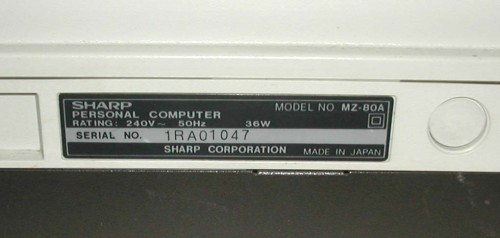 SHARP MODEL NO MZ-80A
PERSONAL COMPUTER
RATING: 240V~ 50Hz 36W
SERIAL NO. 1RA01047
SHARP CORPORATION MADE IN JAPAN